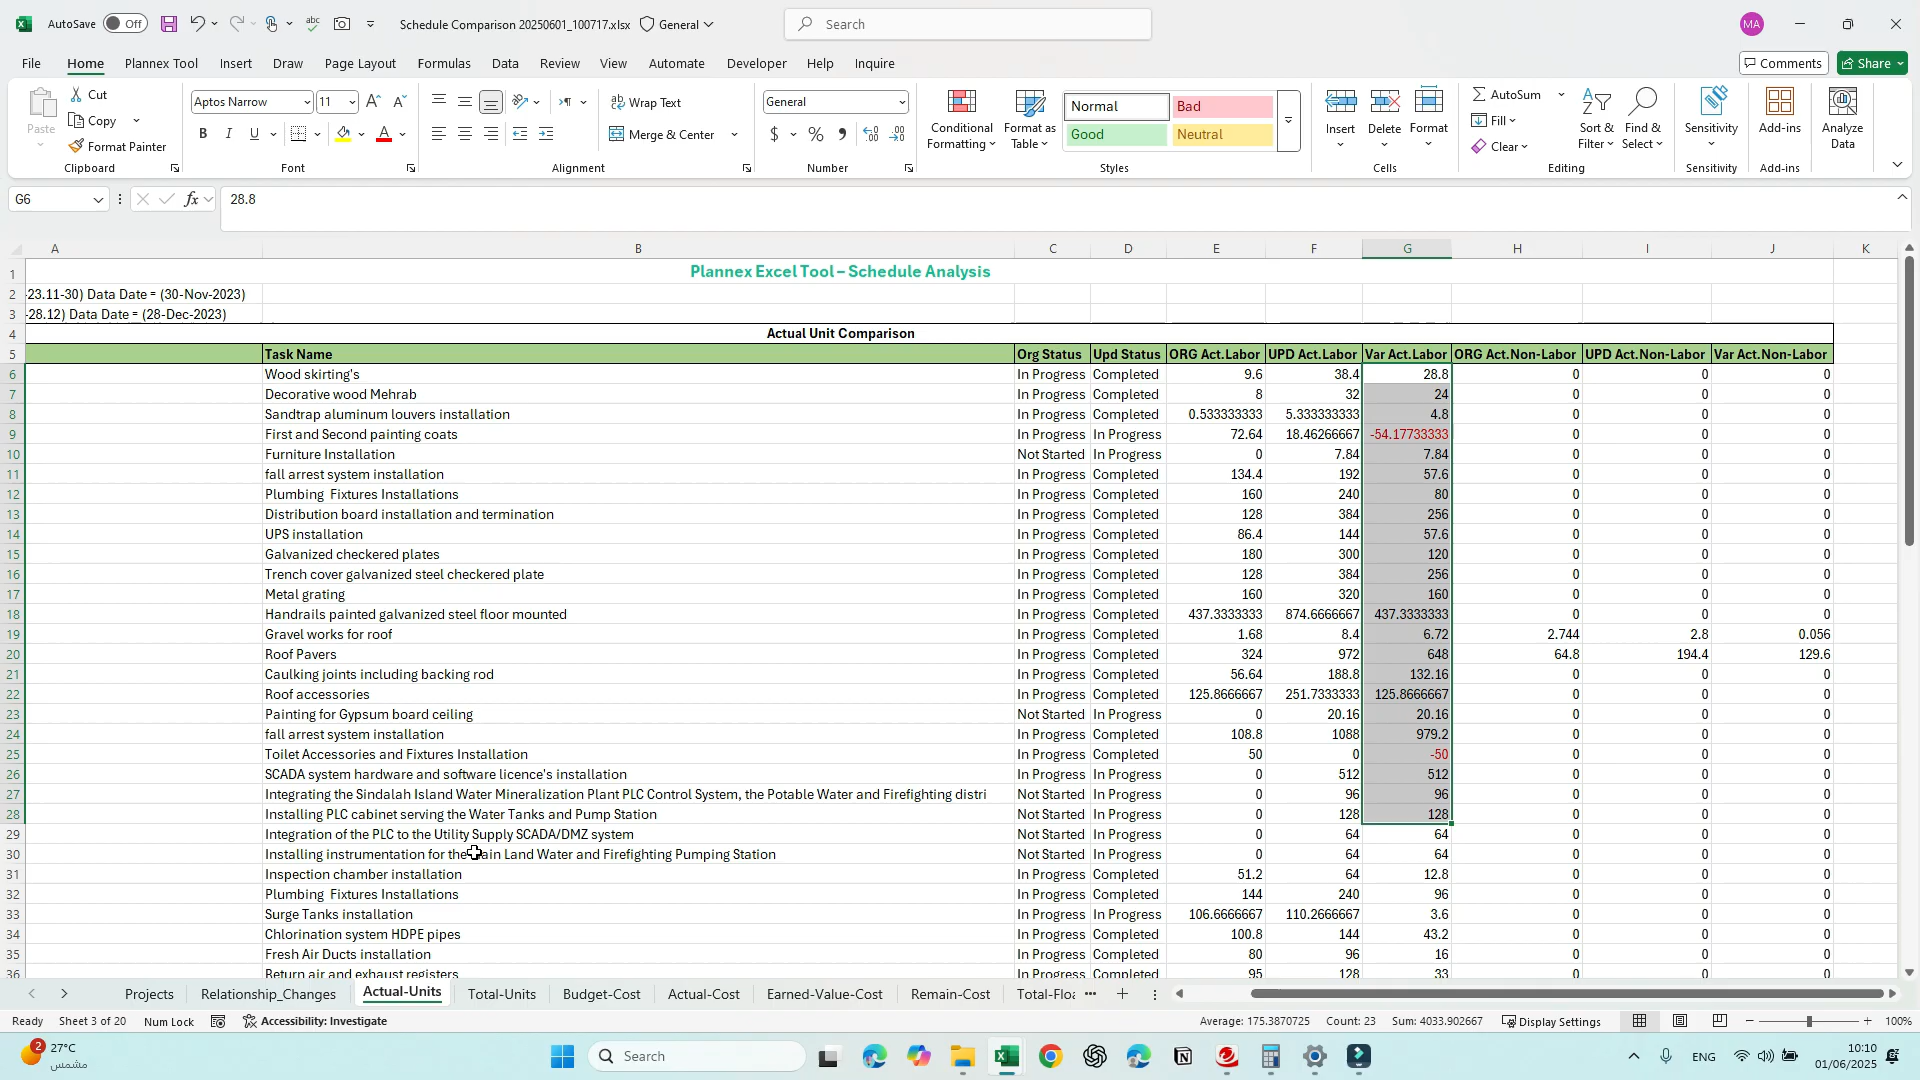 AutoSave Off Schedule Comparison 20250601_100717.xlsx General Search MA
File Home Plannex Tool Insert Draw Page Layout Formulas Data Review View Automate Developer Help Inquire Comments Share
Paste Cut Copy Format Painter Clipboard
Aptos Narrow 11 B I U A Font
Wrap Text Merge & Center Alignment
General $ % Number
Conditional Formatting Format as Table Normal Bad Good Neutral Styles
Insert Delete Format Cells
AutoSum Fill Clear Sort & Filter Find & Select Editing
Sensitivity Sensitivity Add-ins Add-ins Analyze Data
G6 fx 28.8
A B C D E F G H I J K
1 Plannex Excel Tool – Schedule Analysis
2 -23.11-30) Data Date = (30-Nov-2023)
3 -28.12) Data Date = (28-Dec-2023)
4 Actual Unit Comparison
5 Task Name Org Status Upd Status ORG Act.Labor UPD Act.Labor Var Act.Labor ORG Act.Non-Labor UPD Act.Non-Labor Var Act.Non-Labor
6 Wood skirting's In Progress Completed 9.6 38.4 28.8 0 0 0
7 Decorative wood Mehrab In Progress Completed 8 32 24 0 0 0
8 Sandtrap aluminum louvers installation In Progress Completed 0.533333333 5.333333333 4.8 0 0 0
9 First and Second painting coats In Progress In Progress 72.64 18.46266667 -54.17733333 0 0 0
10 Furniture Installation Not Started In Progress 0 7.84 7.84 0 0 0
11 fall arrest system installation In Progress Completed 134.4 192 57.6 0 0 0
12 Plumbing  Fixtures Installations In Progress Completed 160 240 80 0 0 0
13 Distribution board installation and termination In Progress Completed 128 384 256 0 0 0
14 UPS installation In Progress Completed 86.4 144 57.6 0 0 0
15 Galvanized checkered plates In Progress Completed 180 300 120 0 0 0
16 Trench cover galvanized steel checkered plate In Progress Completed 128 384 256 0 0 0
17 Metal grating In Progress Completed 160 320 160 0 0 0
18 Handrails painted galvanized steel floor mounted In Progress Completed 437.3333333 874.6666667 437.3333333 0 0 0
19 Gravel works for roof In Progress Completed 1.68 8.4 6.72 2.744 2.8 0.056
20 Roof Pavers In Progress Completed 324 972 648 64.8 194.4 129.6
21 Caulking joints including backing rod In Progress Completed 56.64 188.8 132.16 0 0 0
22 Roof accessories In Progress Completed 125.8666667 251.7333333 125.8666667 0 0 0
23 Painting for Gypsum board ceiling Not Started In Progress 0 20.16 20.16 0 0 0
24 fall arrest system installation In Progress Completed 108.8 1088 979.2 0 0 0
25 Toilet Accessories and Fixtures Installation In Progress Completed 50 0 -50 0 0 0
26 SCADA system hardware and software licence's installation Not Started In Progress 0 512 512 0 0 0
27 Integrating the Sindalah Island Water Mineralization Plant PLC Control System, the Potable Water and Firefighting distri Not Started In Progress 0 96 96 0 0 0
28 Installing PLC cabinet serving the Water Tanks and Pump Station Not Started In Progress 0 128 128 0 0 0
29 Integration of the PLC to the Utility Supply SCADA/DMZ system Not Started In Progress 0 64 64 0 0 0
30 Installing instrumentation for the Main Land Water and Firefighting Pumping Station Not Started In Progress 0 64 64 0 0 0
31 Inspection chamber installation In Progress Completed 51.2 64 12.8 0 0 0
32 Plumbing  Fixtures Installations In Progress Completed 144 240 96 0 0 0
33 Surge Tanks installation In Progress In Progress 106.6666667 110.2666667 3.6 0 0 0
34 Chlorination system HDPE pipes In Progress Completed 100.8 144 43.2 0 0 0
35 Fresh Air Ducts installation In Progress Completed 80 96 16 0 0 0
36 Return air and exhaust registers In Progress Completed 95 128 33 0 0 0
Projects Relationship_Changes Actual-Units Total-Units Budget-Cost Actual-Cost Earned-Value-Cost Remain-Cost Total-Floa
Ready Sheet 3 of 20 Num Lock Accessibility: Investigate Average: 175.3870725 Count: 23 Sum: 4033.902667 Display Settings 100%
2 27°C Search ENG 10:10
مشمس 01/06/2025